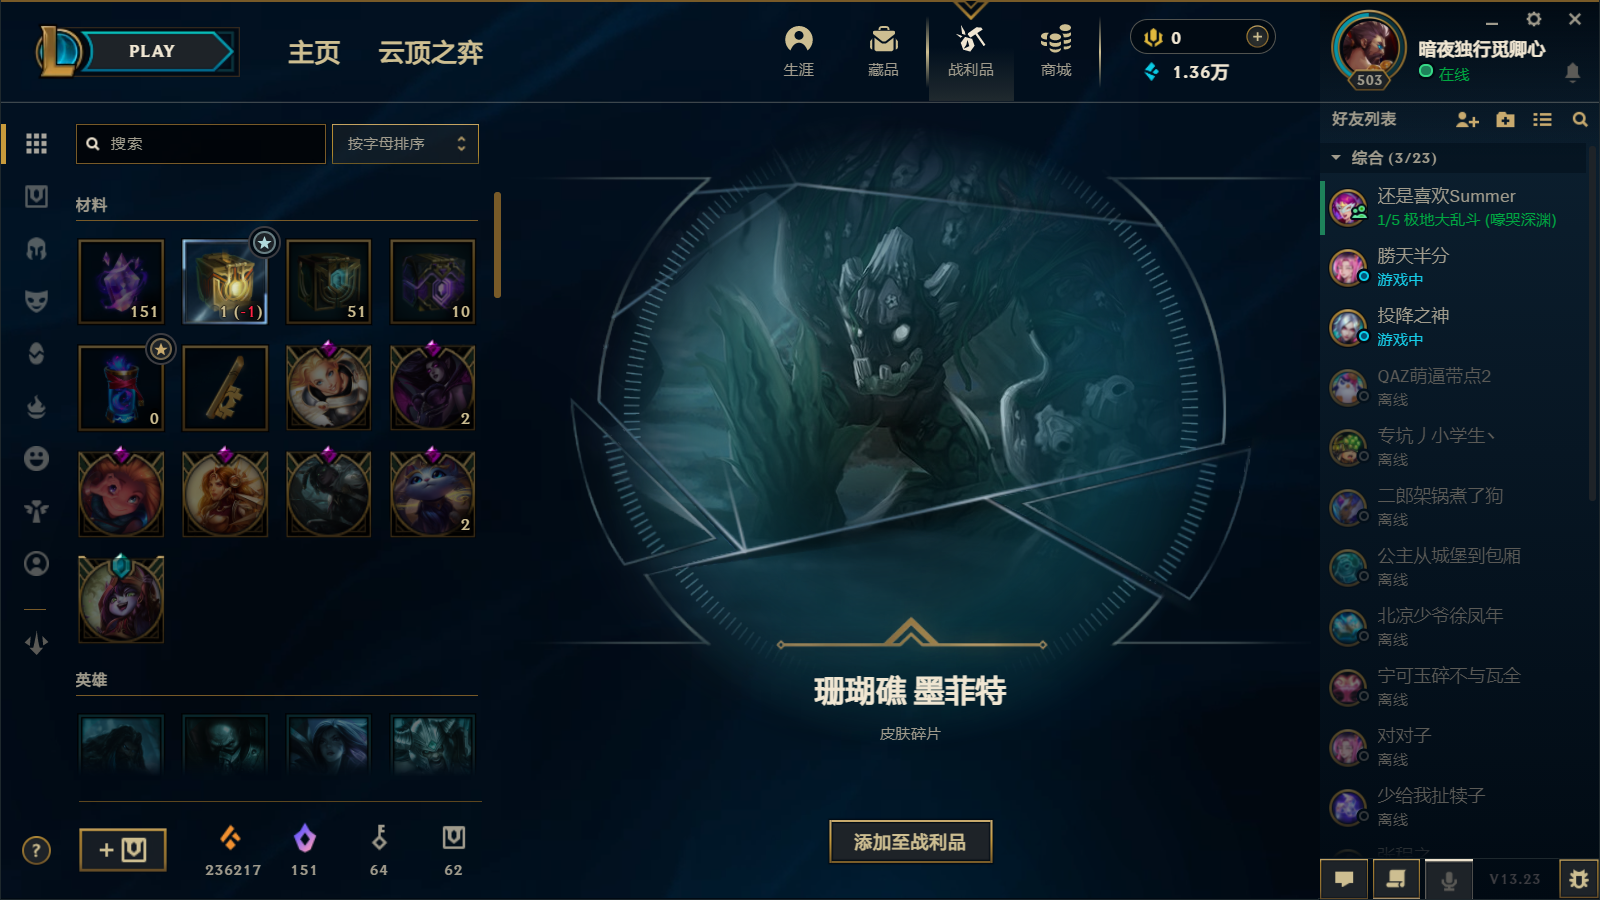 PLAY
主页
云顶之弈
生涯
藏品
战利品
商城
0
1.36万
503
暗夜独行觅卿心
在线
好友列表
综合 (3/23)
还是喜欢Summer
1/5 极地大乱斗 (嚎哭深渊)
勝天半分
游戏中
投降之神
游戏中
QAZ萌逼带点2
离线
专坑丿小学生丶
离线
二郎架锅煮了狗
离线
公主从城堡到包厢
离线
北凉少爷徐凤年
离线
宁可玉碎不与瓦全
离线
对对子
离线
少给我扯犊子
离线
搜索
按字母排序
材料
151
1 (-1)
51
10
0
2
2
英雄
236217
151
64
62
?
珊瑚礁 墨菲特
皮肤碎片
添加至战利品
V13.23